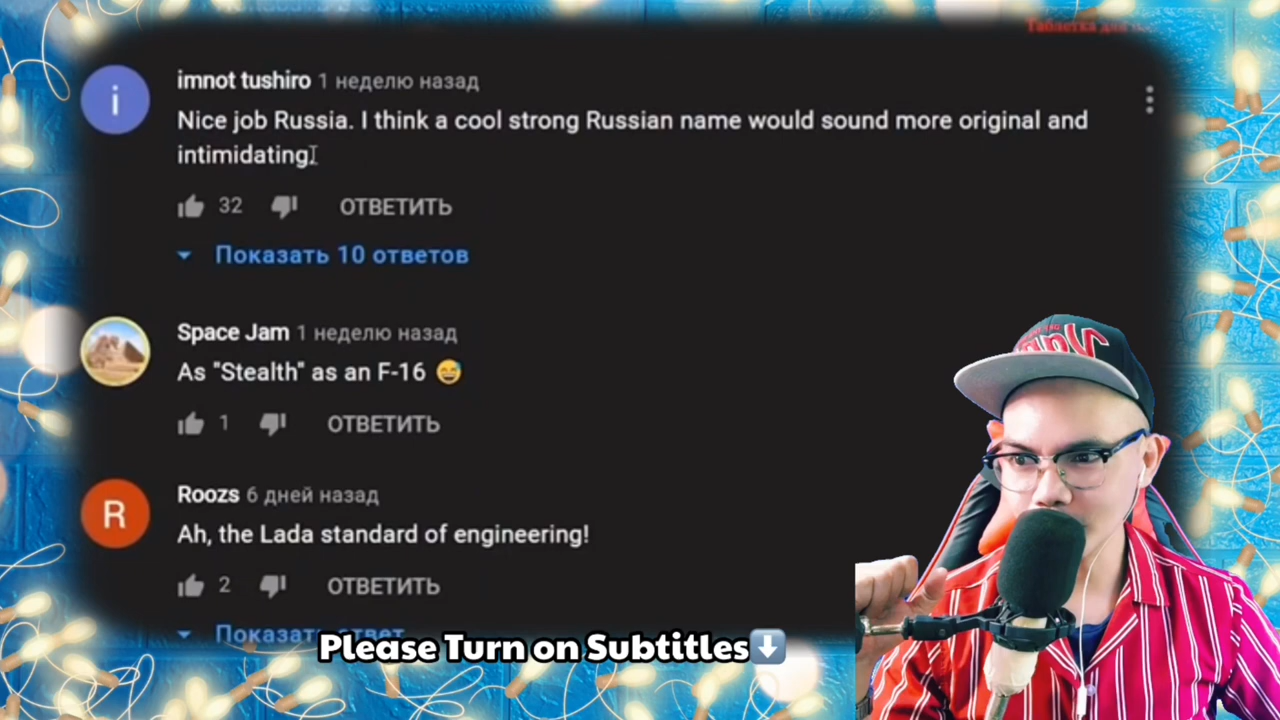 imnot tushiro 1 неделю назад
Nice job Russia. I think a cool strong Russian name would sound more original and
intimidating.
32 ОТВЕТИТЬ
Показать 10 ответов
Space Jam 1 неделю назад
As "Stealth" as an F-16 😅
1 ОТВЕТИТЬ
R
Roozs 6 дней назад
Ah, the Lada standard of engineering!
2 ОТВЕТИТЬ
Показать ответ
Please Turn on Subtitles⬇️